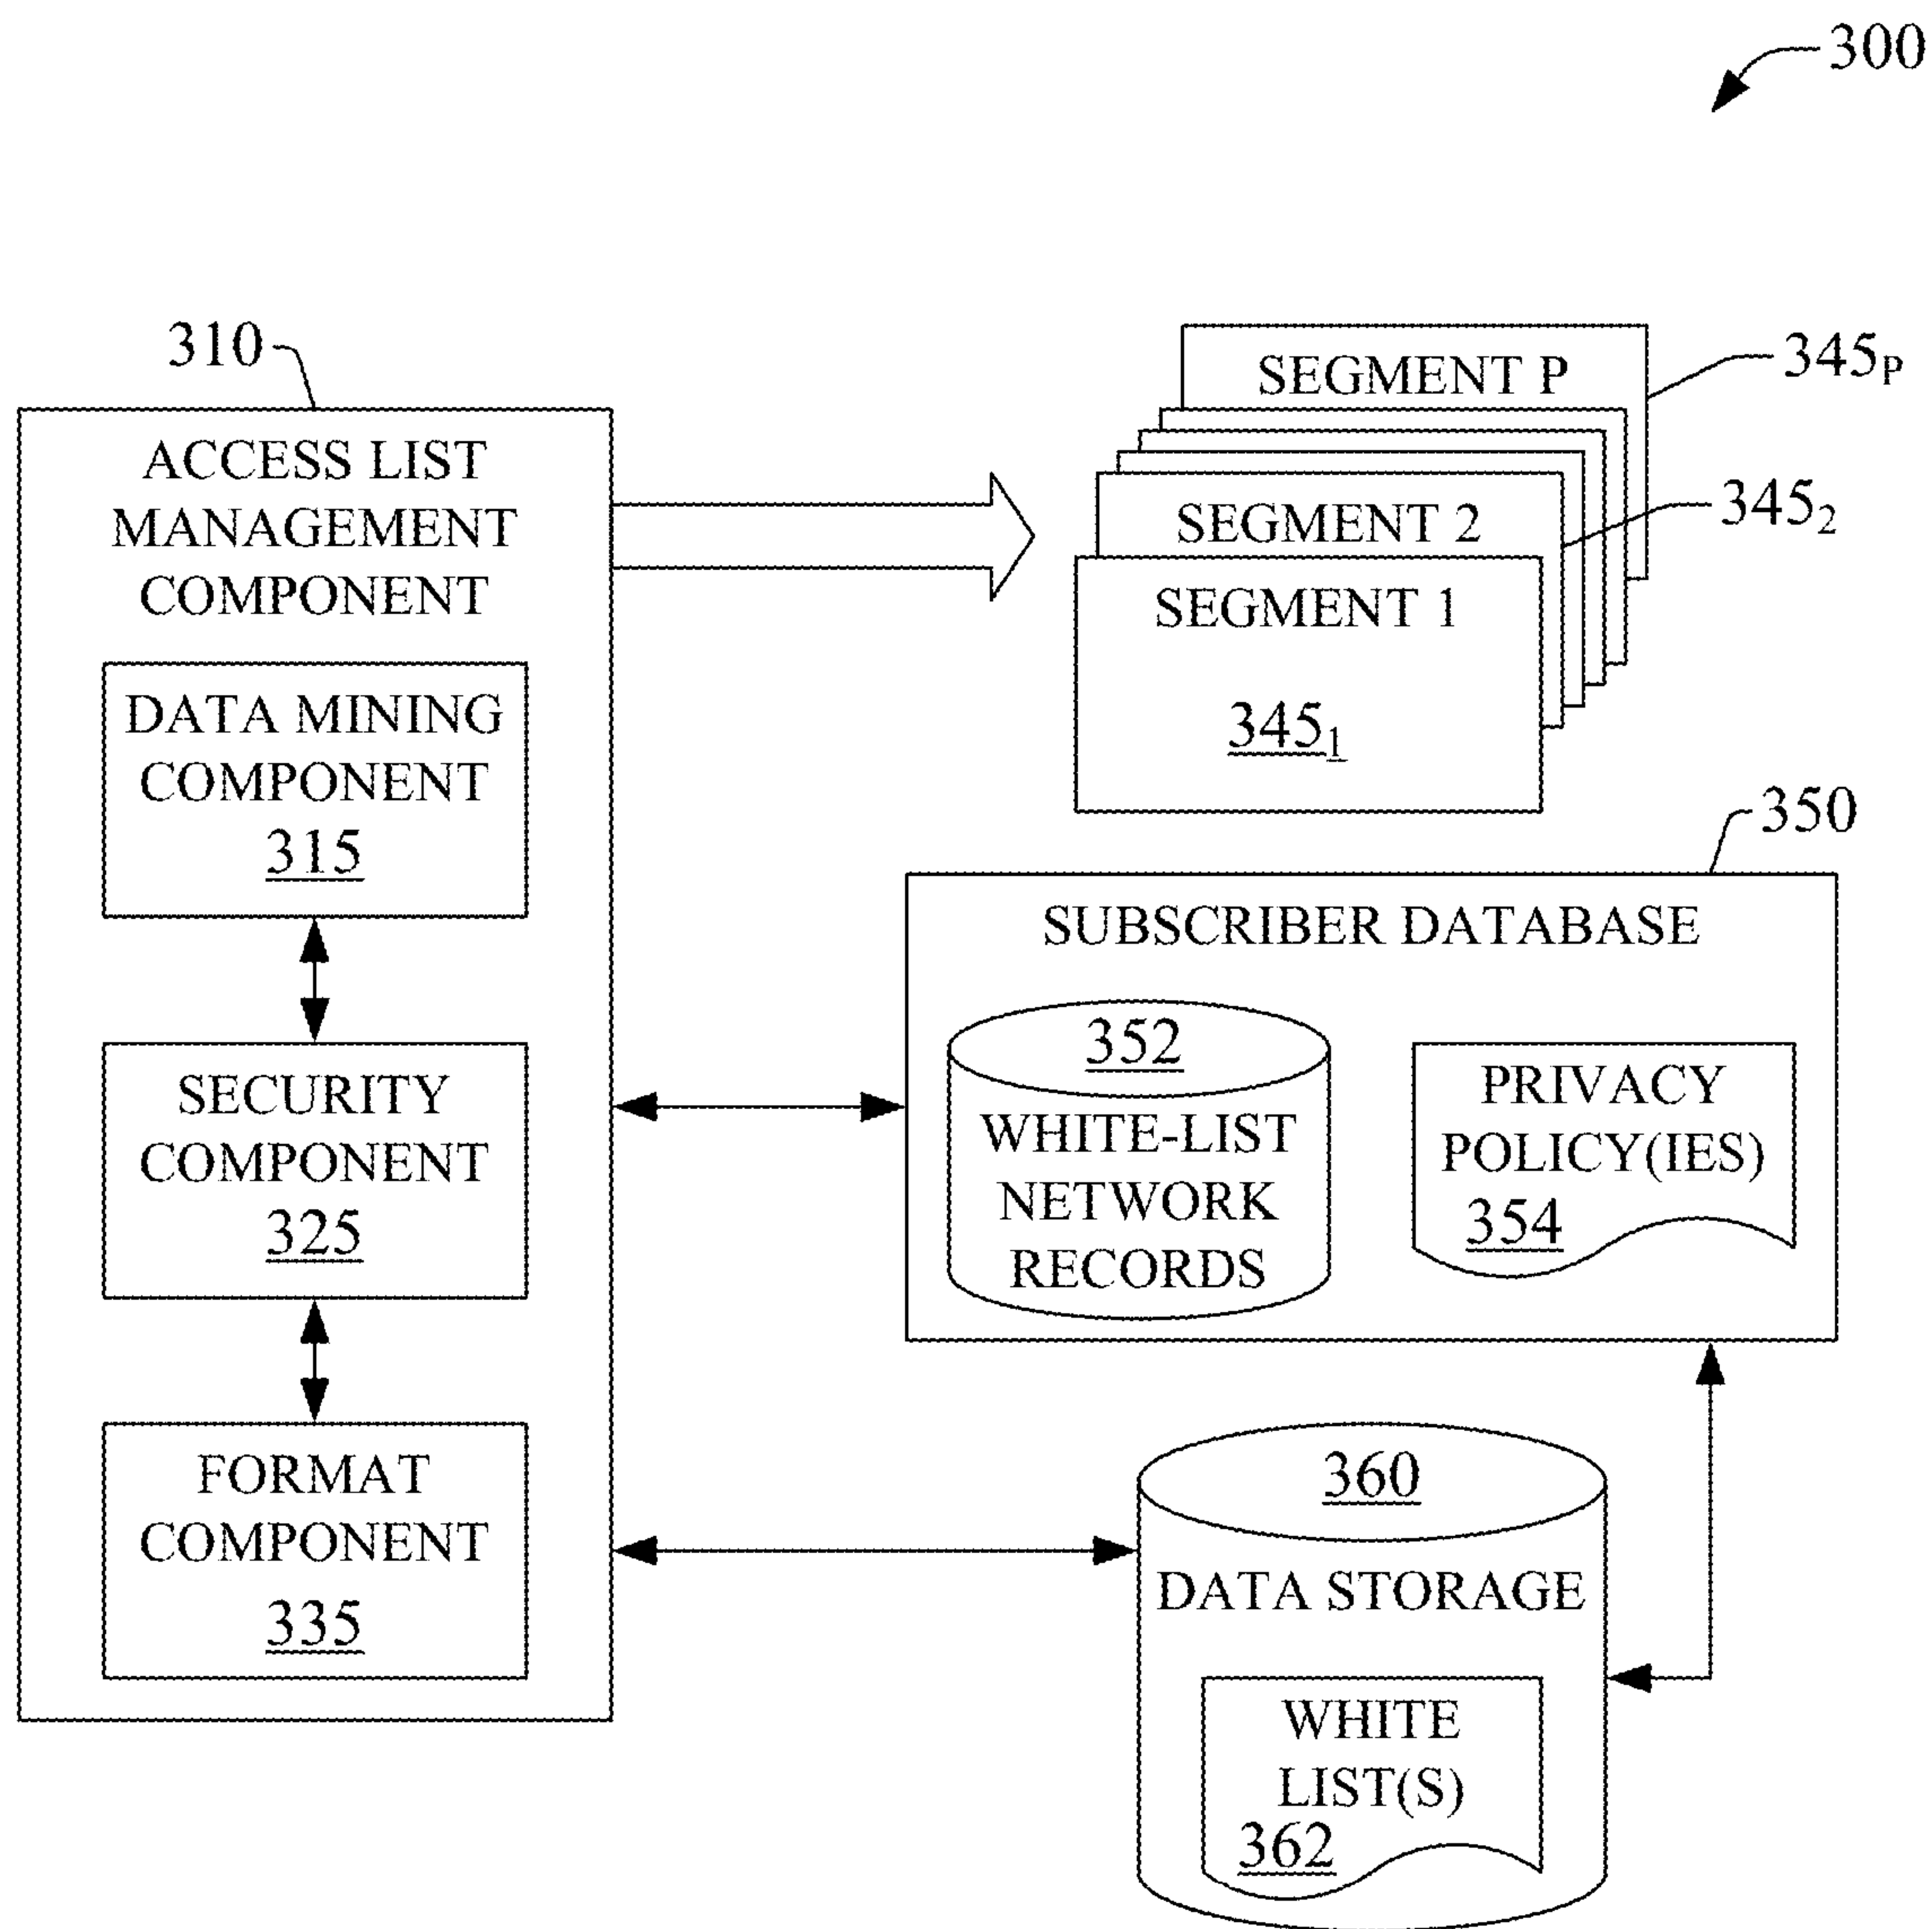 300
310
ACCESS LIST
MANAGEMENT
COMPONENT
DATA MINING
COMPONENT
315
SECURITY
COMPONENT
325
FORMAT
COMPONENT
335
SEGMENT P
345P
SEGMENT 2
3452
SEGMENT 1
3451
350
SUBSCRIBER DATABASE
352
WHITE-LIST
NETWORK
RECORDS
PRIVACY
POLICY(IES)
354
360
DATA STORAGE
WHITE
LIST(S)
362